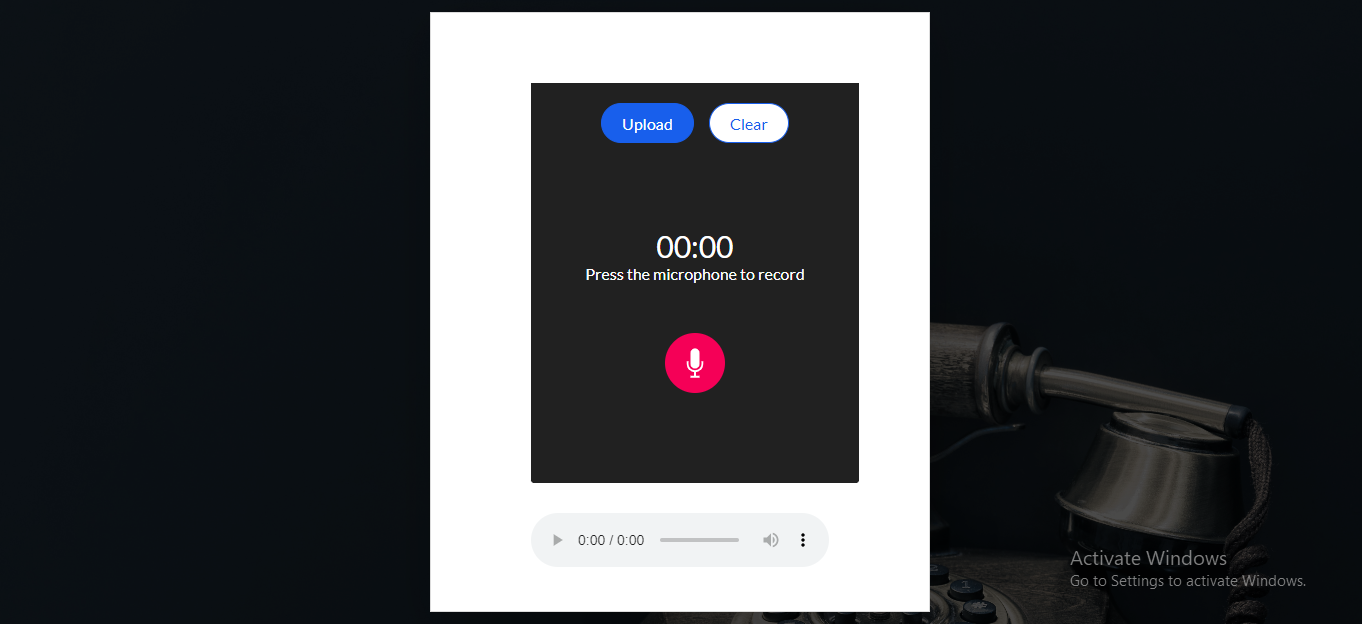 Upload
Clear
00:00
Press the microphone to record
0:00 / 0:00
Activate Windows
Go to Settings to activate Windows.